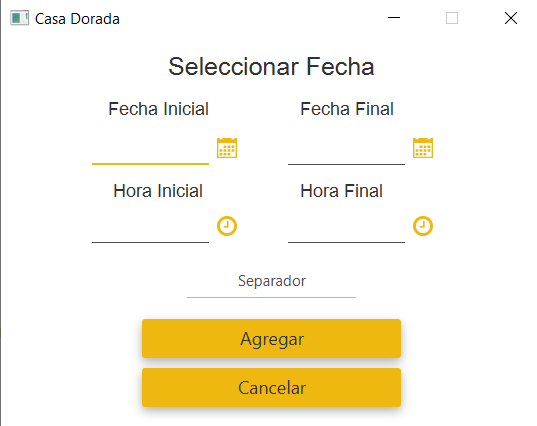 Casa Dorada
Seleccionar Fecha
Fecha Inicial
Fecha Final
Hora Inicial
Hora Final
Separador
Agregar
Cancelar